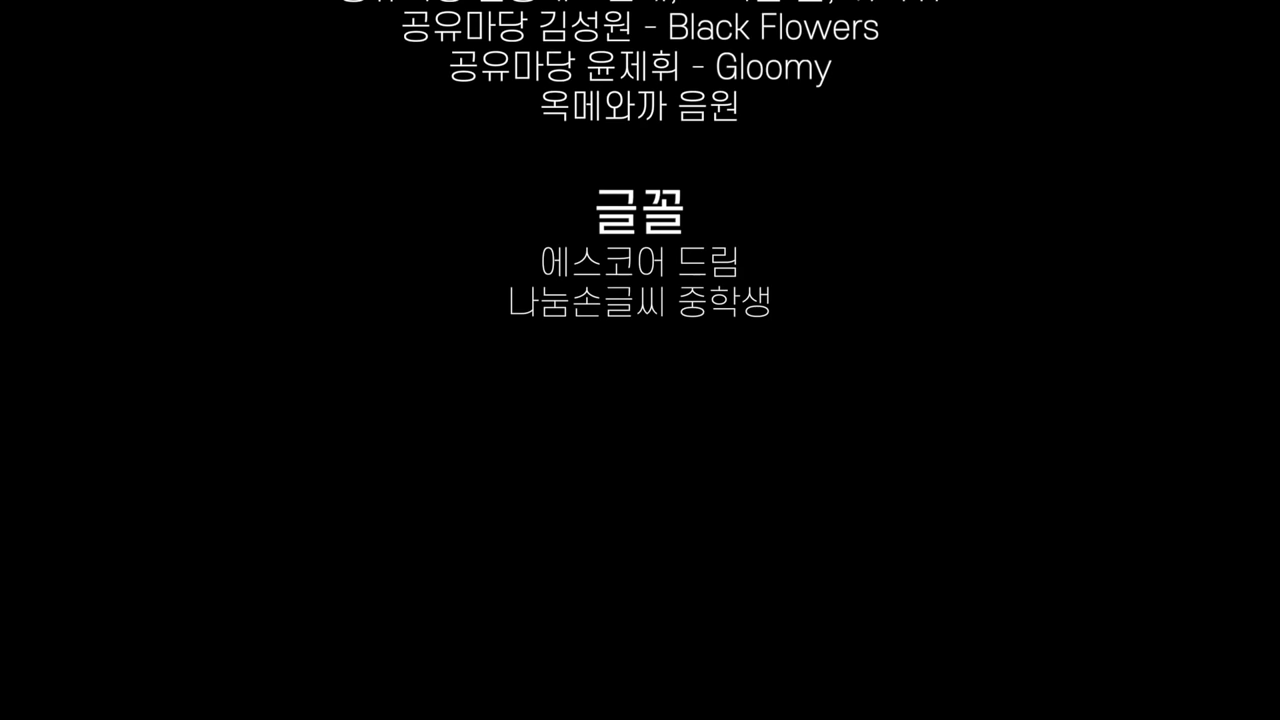 공유마당 김성원 - Black Flowers
공유마당 윤제휘 - Gloomy
옥메와까 음원
글꼴
에스코어 드림
나눔손글씨 중학생